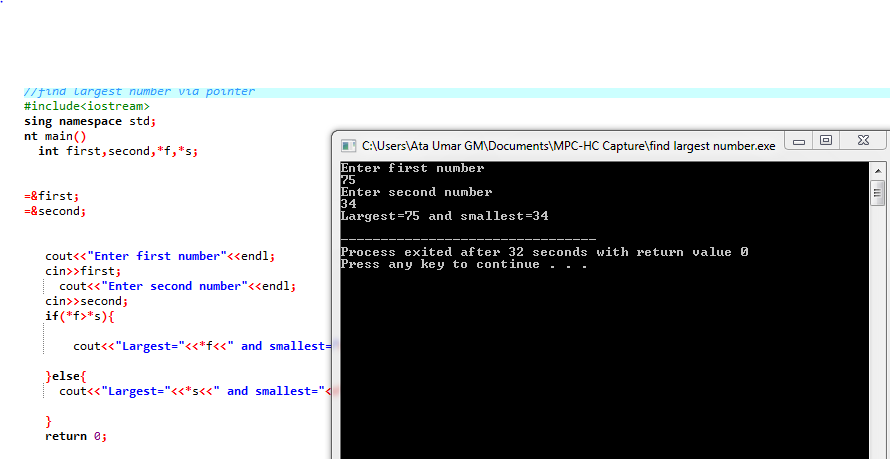 //find largest number via pointer
#include<iostream>
sing namespace std;
nt main()
int first,second,*f,*s;
=&first;
=&second;
cout<<"Enter first number"<<endl;
cin>>first;
cout<<"Enter second number"<<endl;
cin>>second;
if(*f>*s){
cout<<"Largest="<<*f<<" and smallest=
}else{
cout<<"Largest="<<*s<<" and smallest="<
}
return 0;
C:\Users\Ata Umar GM\Documents\MPC-HC Capture\find largest number.exe
Enter first number
75
Enter second number
34
Largest=75 and smallest=34
--------------------------------
Process exited after 32 seconds with return value 0
Press any key to continue . . .